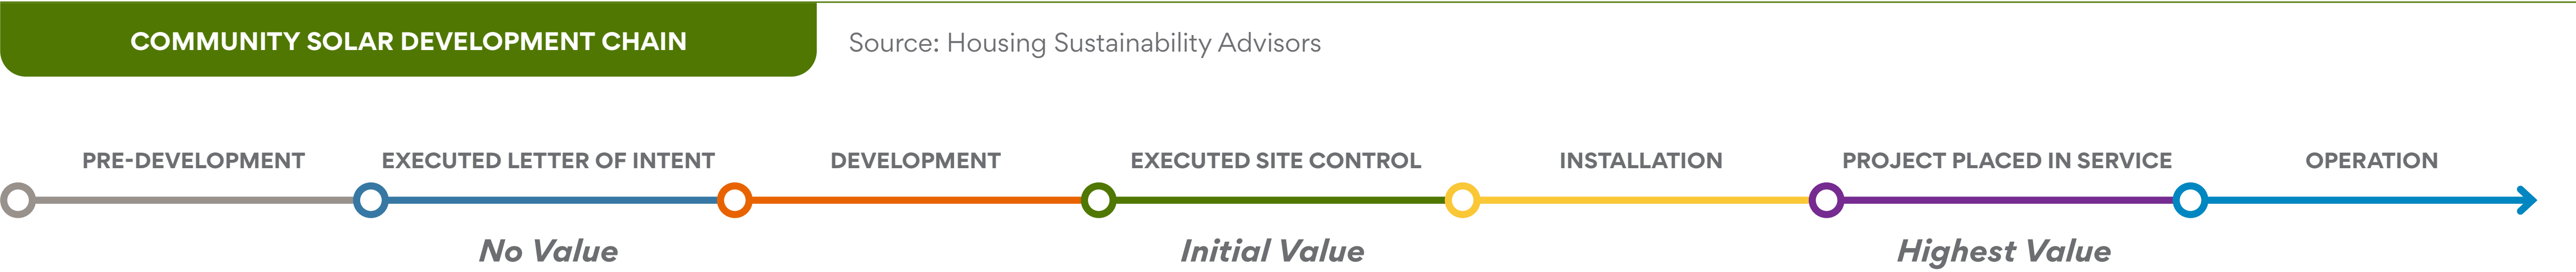 COMMUNITY SOLAR DEVELOPMENT CHAIN
Source: Housing Sustainability Advisors
PRE-DEVELOPMENT
EXECUTED LETTER OF INTENT
DEVELOPMENT
EXECUTED SITE CONTROL
INSTALLATION
PROJECT PLACED IN SERVICE
OPERATION
No Value
Initial Value
Highest Value